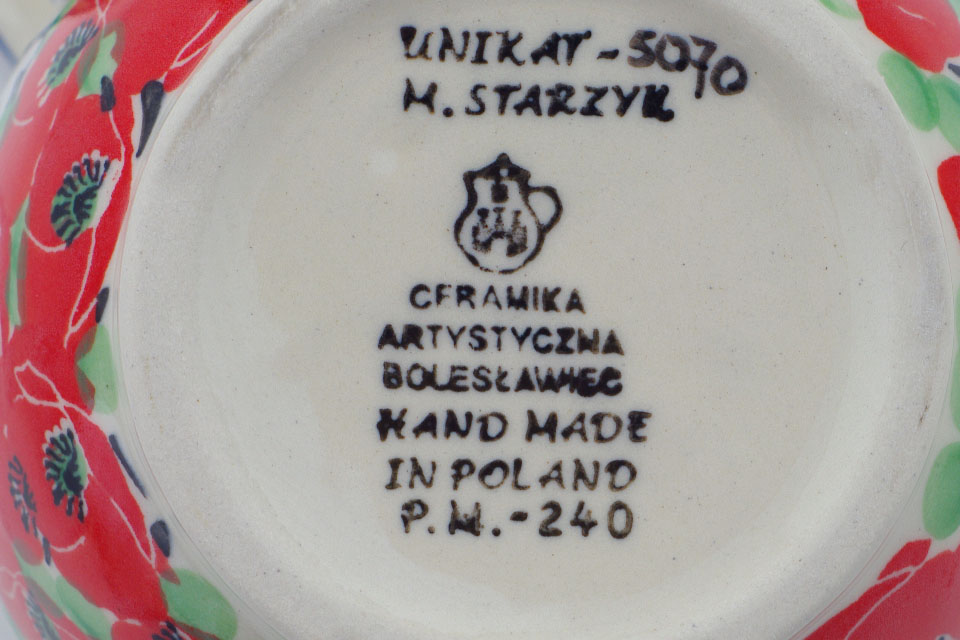 UNIKAT - 5070
M. STARZYK
CERAMIKA
ARTYSTYCZNA
BOLESŁAWIEC
HAND MADE
IN POLAND
P.M. - 240